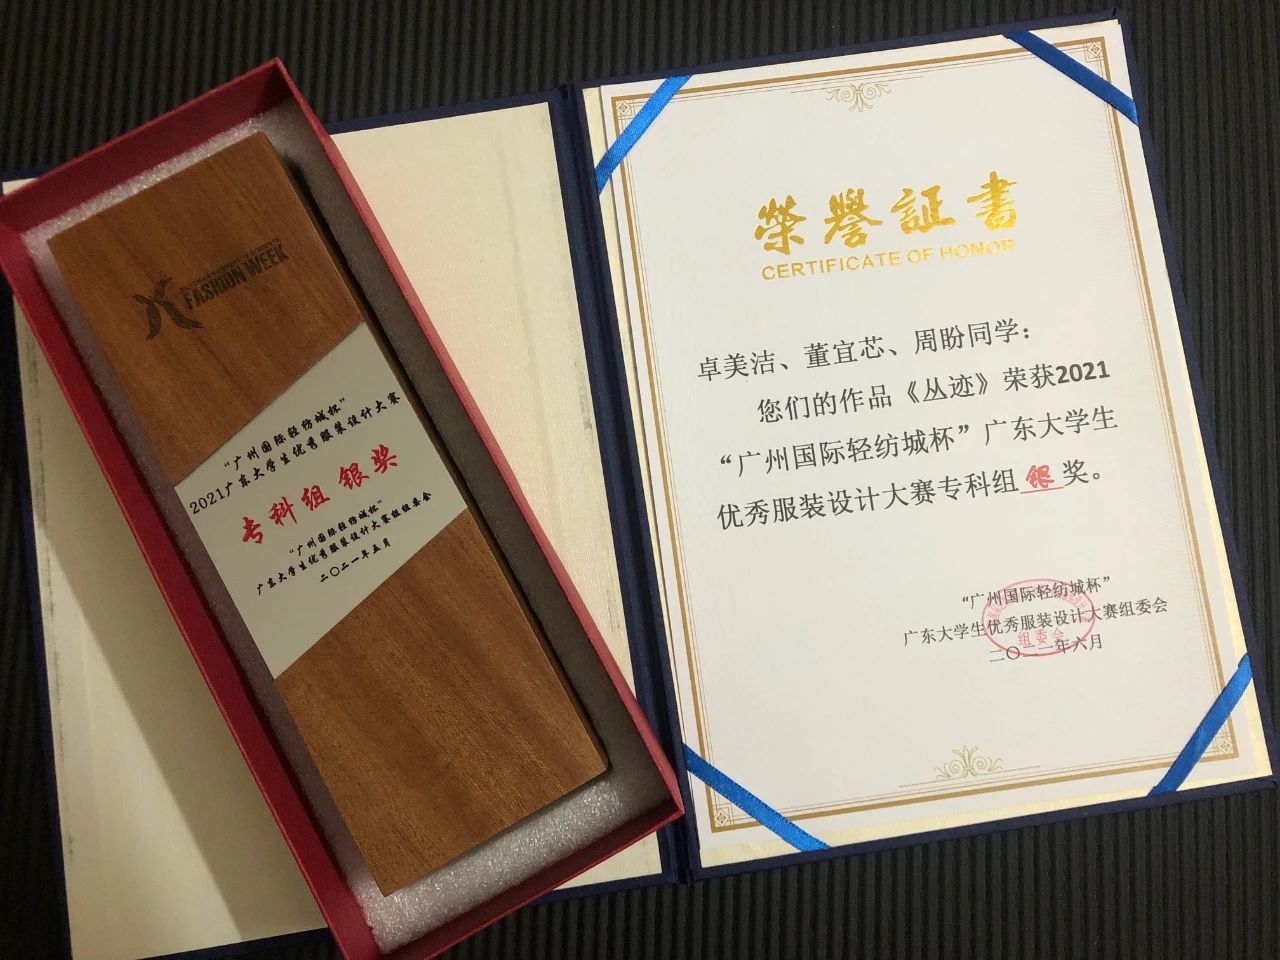 FASHION WEEK
“广州国际轻纺城杯”
2021广东大学生优秀服装设计大赛
专科组 银奖
“广州国际轻纺城杯”
广东大学生优秀服装设计大赛组组委会
二〇二一年五月
榮譽証書
CERTIFICATE OF HONOR
卓美洁、董宜芯、周盼同学：
您们的作品《丛迹》荣获2021
“广州国际轻纺城杯”广东大学生
优秀服装设计大赛专科组银奖。
“广州国际轻纺城杯”
广东大学生优秀服装设计大赛组委会
组委会
二〇二一年六月